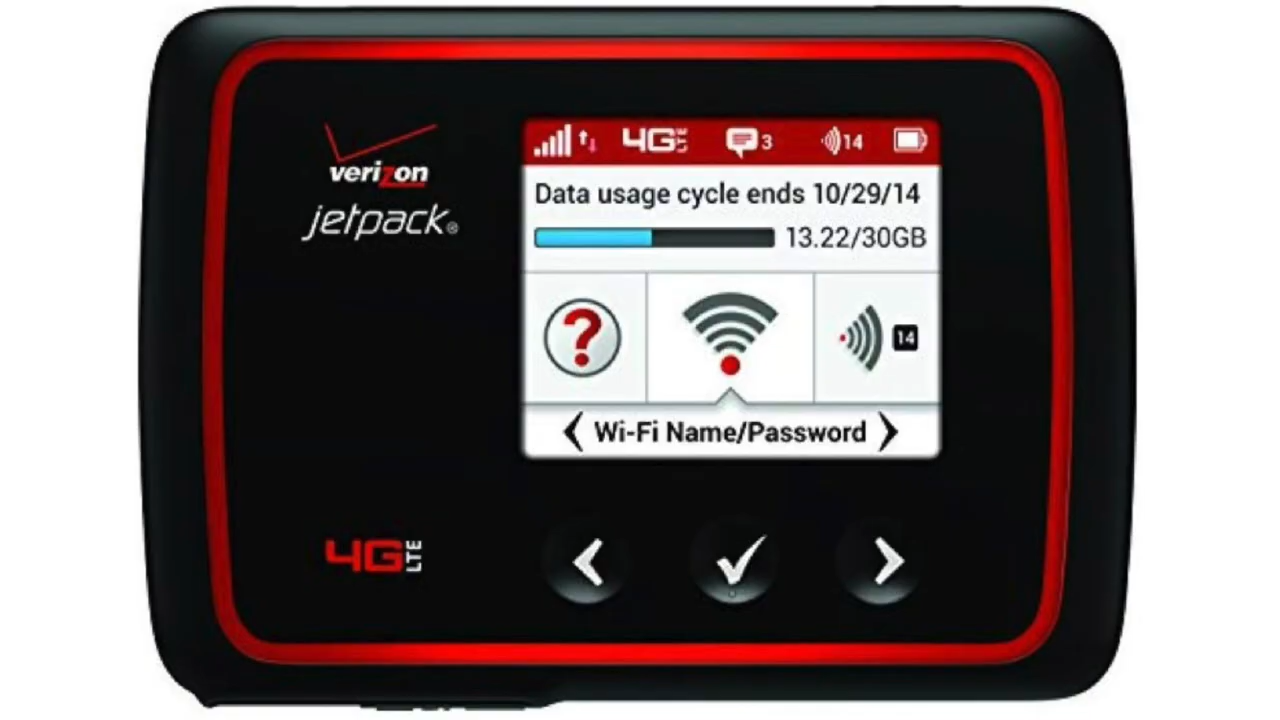 verizon
jetpack®
4G LTE 3 14
Data usage cycle ends 10/29/14
13.22/30GB
?
14
Wi-Fi Name/Password
4G LTE